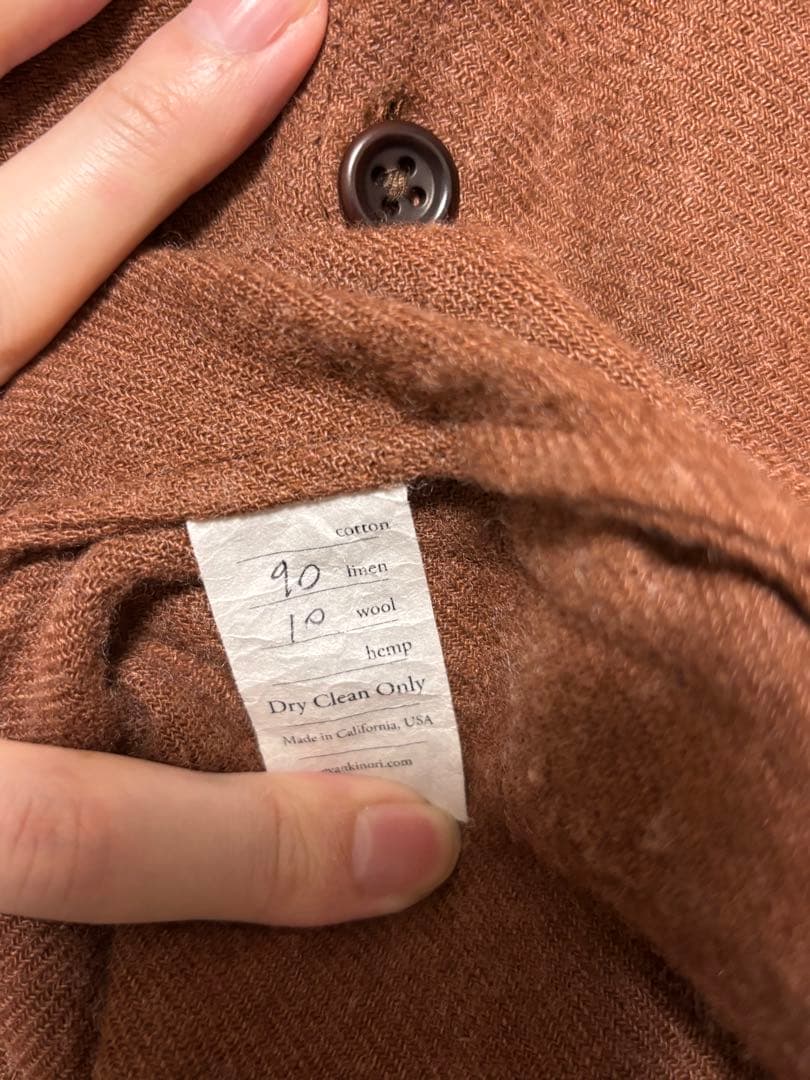 cotton
90 linen
10 wool
hemp
Dry Clean Only
Made in California, USA